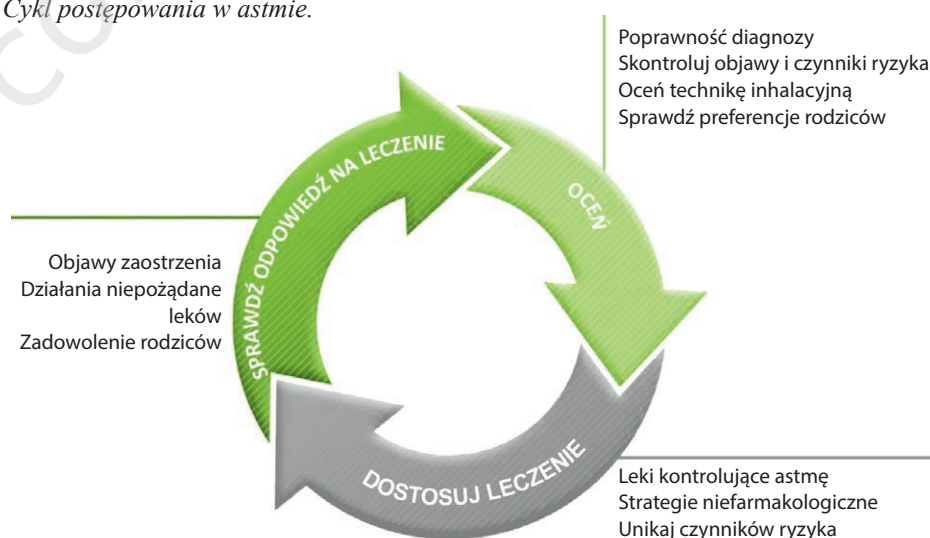 Cykl postępowania w astmie.
Poprawność diagnozy
Skontroluj objawy i czynniki ryzyka
Oceń technikę inhalacyjną
Sprawdź preferencje rodziców
OCEŃ
SPRAWDŹ ODPOWIEDŹ NA LECZENIE
Objawy zaostrzenia
Działania niepożądane
leków
Zadowolenie rodziców
DOSTOSUJ LECZENIE
Leki kontrolujące astmę
Strategie niefarmakologiczne
Unikaj czynników ryzyka